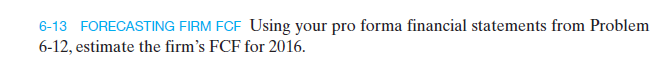 6-13 FORECASTING FIRM FCF Using your pro forma financial statements from Problem
6-12, estimate the firm's FCF for 2016.